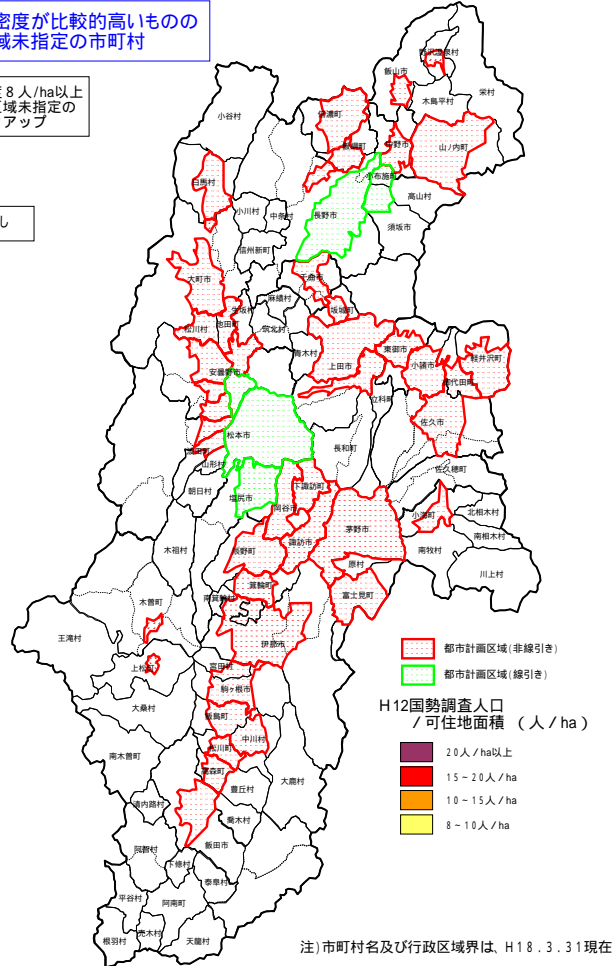 密度が比較的高いものの
域未指定の市町村
度8人/ha以上
区域未指定の
アップ
し
野沢温泉村
飯山市
栄村
木島平村
小谷村
信濃町
飯綱町
中野市
山ノ内町
小布施町
白馬村
高山村
小川村
中条村
長野市
須坂市
信州新町
千曲市
大町市
麻績村
生坂村
坂城町
松川村
池田町
筑北村
青木村
東御市
軽井沢町
上田市
小諸市
御代田町
安曇野市
立科町
佐久市
松本市
長和町
山形村
佐久穂町
朝日村
塩尻市
下諏訪町
岡谷市
小海町
北相木村
茅野市
南相木村
諏訪市
辰野町
木祖村
南牧村
原村
川上村
箕輪町
富士見町
南箕輪村
木曽町
王滝村
伊那市
上松町
宮田村
駒ヶ根市
大桑村
飯島町
中川村
松川町
南木曽町
高森町
大鹿村
豊丘村
清内路村
喬木村
阿智村
飯田市
下條村
泰阜村
平谷村
阿南町
売木村
根羽村
天龍村
都市計画区域(非線引き)
都市計画区域(線引き)
H12国勢調査人口
/可住地面積 (人/ha)
20人/ha以上
15~20人/ha
10~15人/ha
8~10人/ha
注)市町村名及び行政区域界は、H18.3.31現在